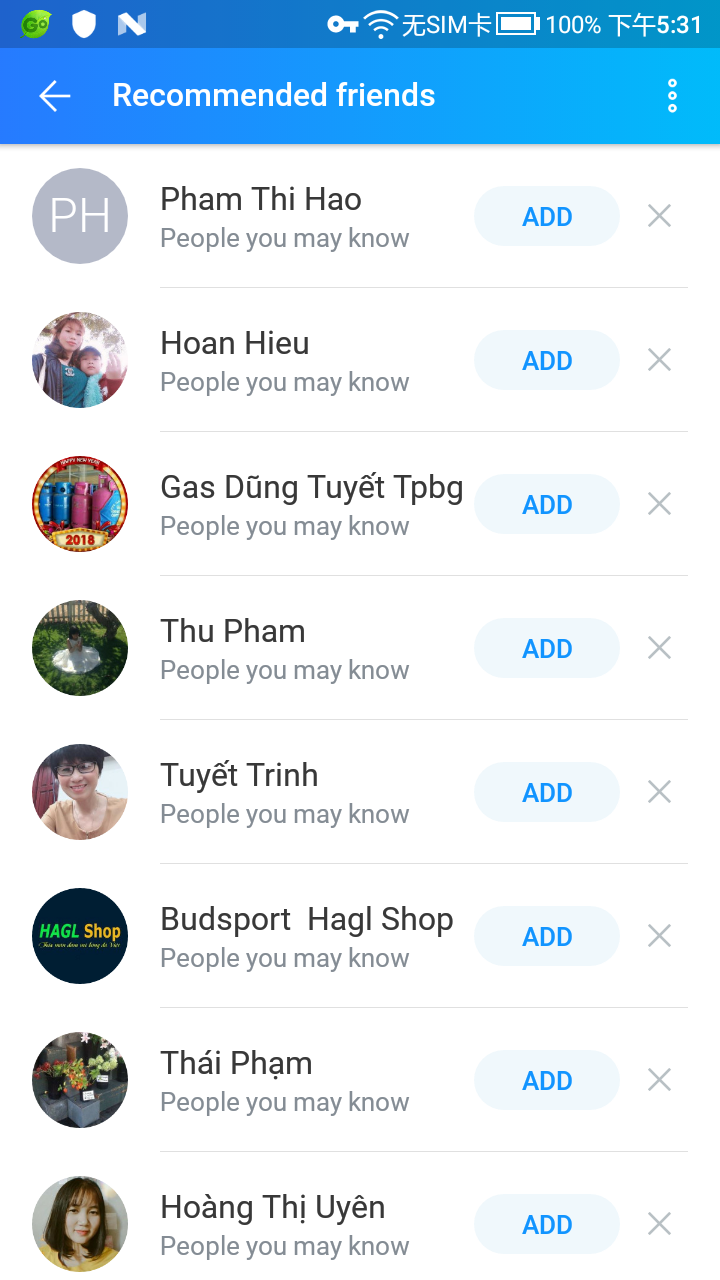 无SIM卡 100% 下午5:31
Recommended friends
PH
Pham Thi Hao
People you may know
ADD
Hoan Hieu
People you may know
ADD
HAPPY NEW YEAR
2018
Gas Dũng Tuyết Tpbg
People you may know
ADD
Thu Pham
People you may know
ADD
Tuyết Trinh
People you may know
ADD
HAGL Shop
Budsport Hagl Shop
People you may know
ADD
Thái Phạm
People you may know
ADD
Hoàng Thị Uyên
People you may know
ADD